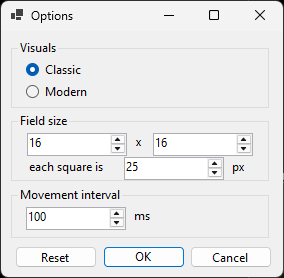 Options
Visuals
Classic
Modern
Field size
16 x 16
each square is 25 px
Movement interval
100 ms
Reset OK Cancel